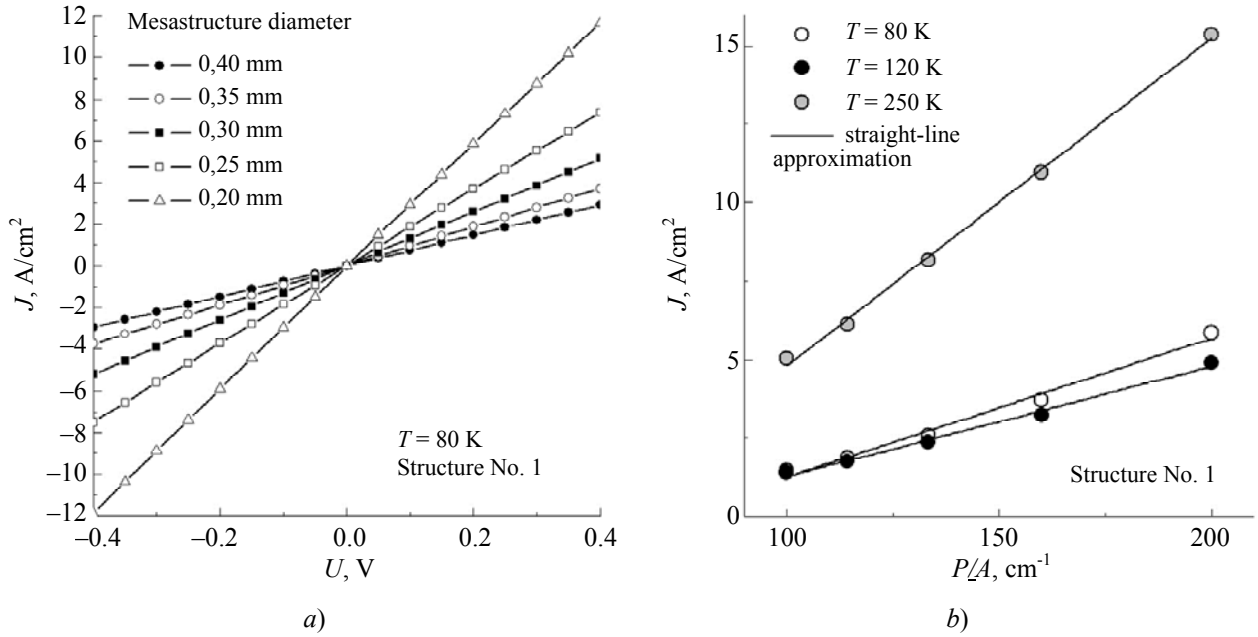 Mesastructure diameter
0,40 mm
0,35 mm
0,30 mm
0,25 mm
0,20 mm
12
10
8
6
4
2
0
–2
–4
–6
–8
–10
–12
J, A/cm²
T = 80 K
Structure No. 1
–0.4
–0.2
0.0
0.2
0.4
U, V
a)
T = 80 K
T = 120 K
T = 250 K
straight-line
approximation
15
10
5
0
J, A/cm²
Structure No. 1
100
150
200
P/A, cm⁻¹
b)